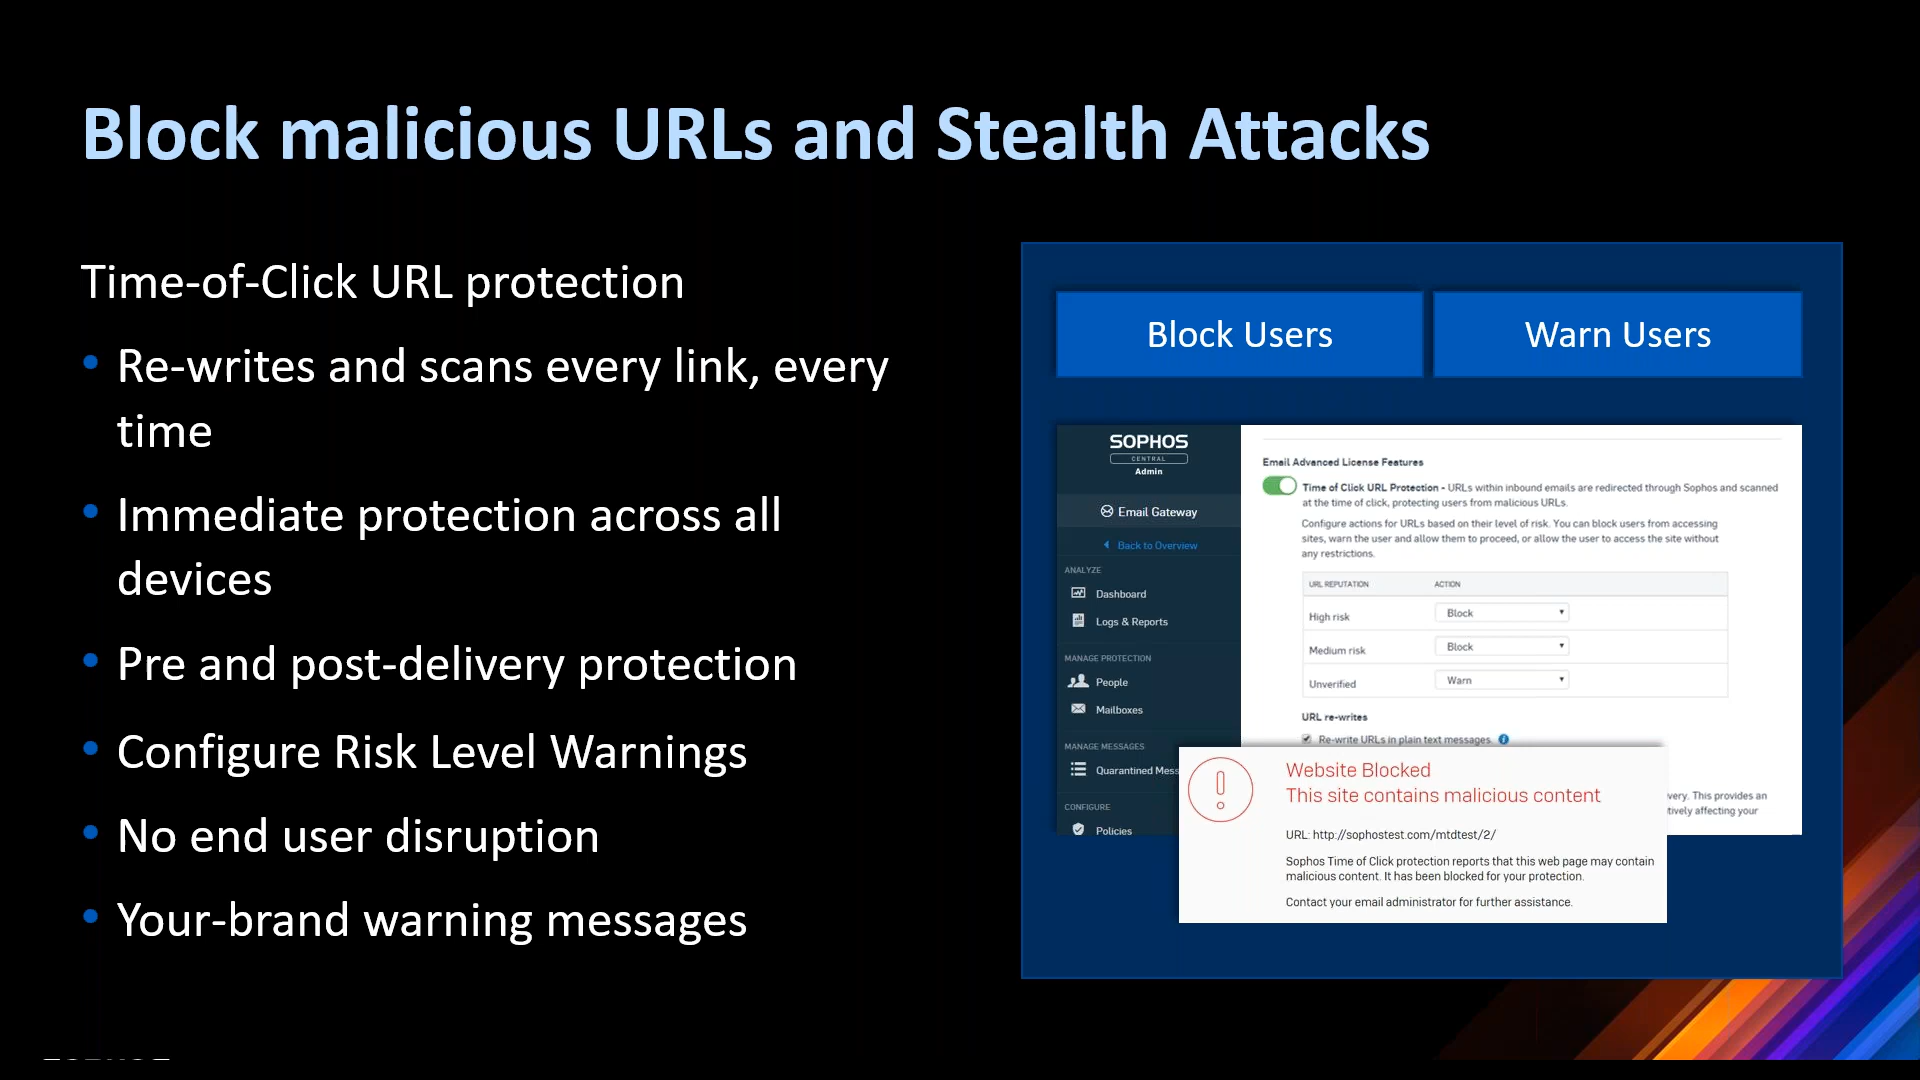 Block malicious URLs and Stealth Attacks
Time-of-Click URL protection
• Re-writes and scans every link, every
time
• Immediate protection across all
devices
• Pre and post-delivery protection
• Configure Risk Level Warnings
• No end user disruption
• Your-brand warning messages
Block Users
Warn Users
SOPHOS
CENTRAL
Admin
Email Gateway
Back to Overview
ANALYZE
Dashboard
Logs & Reports
MANAGE PROTECTION
People
Mailboxes
MANAGE MESSAGES
Quarantined Mess
CONFIGURE
Policies
Email Advanced License Features
Time of Click URL Protection - URLs within inbound emails are redirected through Sophos and scanned
at the time of click, protecting users from malicious URLs.
Configure actions for URLs based on their level of risk. You can block users from accessing
sites, warn the user and allow them to proceed, or allow the user to access the site without
any restrictions.
URL REPUTATION ACTION
High risk Block
Medium risk Block
Unverified Warn
URL re-writes
Re-write URLs in plain text messages.
very. This provides an
tively affecting your
Website Blocked
This site contains malicious content
URL: http://sophostest.com/mtdtest/2/
Sophos Time of Click protection reports that this web page may contain
malicious content. It has been blocked for your protection.
Contact your email administrator for further assistance.